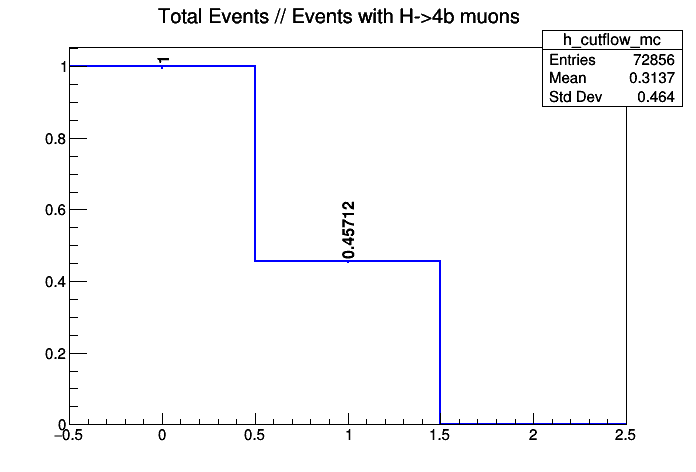 Total Events // Events with H->4b muons
h_cutflow_mc
Entries 72856
Mean 0.3137
Std Dev 0.464
1
0.8
0.6
0.4
0.2
0
1
0.45712
−0.5 0 0.5 1 1.5 2 2.5